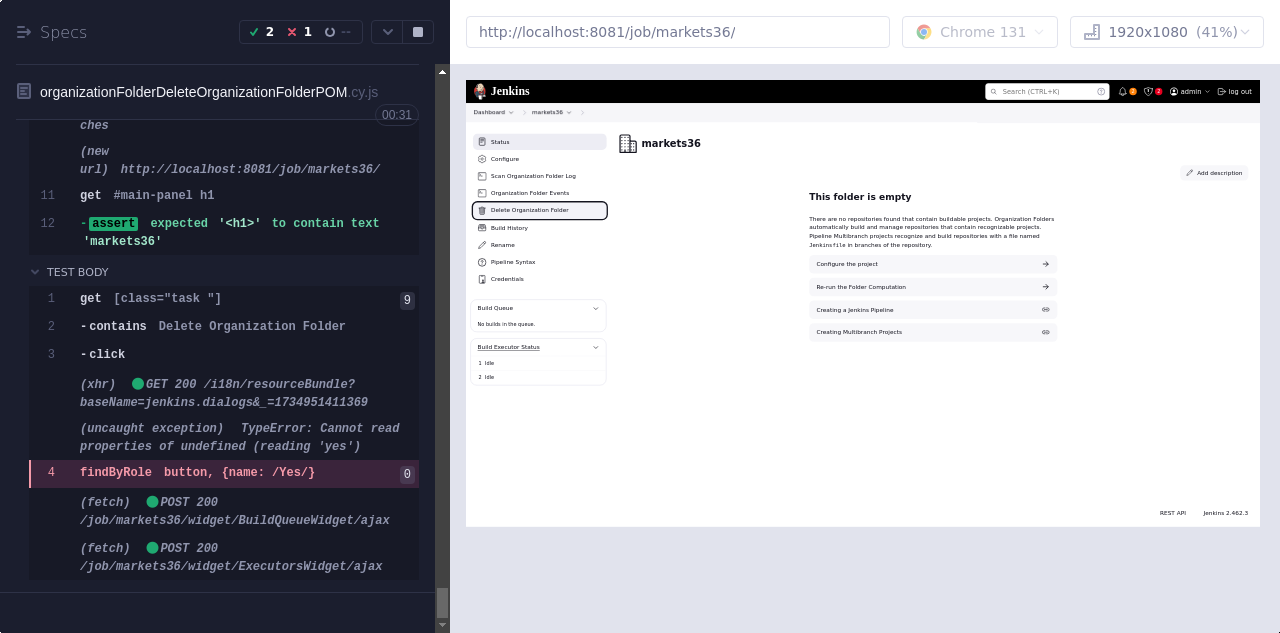 Specs
2
1
--
organizationFolderDeleteOrganizationFolderPOM.cy.js
00:31
ches
(new
url) http://localhost:8081/job/markets36/
11 get #main-panel h1
12 -assert expected '<h1>' to contain text
'markets36'
TEST BODY
1 get [class="task "] 9
2 -contains Delete Organization Folder
3 -click
(xhr) GET 200 /i18n/resourceBundle?
baseName=jenkins.dialogs&_=1734951411369
(uncaught exception) TypeError: Cannot read
properties of undefined (reading 'yes')
4 findByRole button, {name: /Yes/} 0
(fetch) POST 200
/job/markets36/widget/BuildQueueWidget/ajax
(fetch) POST 200
/job/markets36/widget/ExecutorsWidget/ajax
http://localhost:8081/job/markets36/
Chrome 131
1920x1080 (41%)
Jenkins
Search (CTRL+K)
2
2
admin
log out
Dashboard
markets36
Status
Configure
Scan Organization Folder Log
Organization Folder Events
Delete Organization Folder
Build History
Rename
Pipeline Syntax
Credentials
Build Queue
No builds in the queue.
Build Executor Status
1 Idle
2 Idle
markets36
Add description
This folder is empty
There are no repositories found that contain buildable projects. Organization Folders
automatically build and manage repositories that contain recognizable projects.
Pipeline Multibranch projects recognize and build repositories with a file named
Jenkinsfile in branches of the repository.
Configure the project
Re-run the Folder Computation
Creating a Jenkins Pipeline
Creating Multibranch Projects
REST API
Jenkins 2.462.3